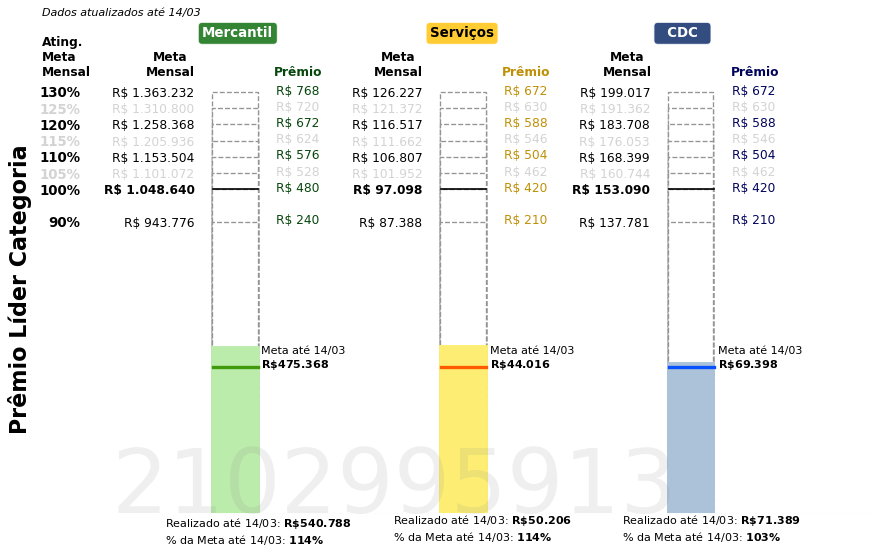 Dados atualizados até 14/03
Mercantil Serviços CDC
Ating. Meta Mensal
Meta Mensal Prêmio Meta Mensal Prêmio Meta Mensal Prêmio
130% R$ 1.363.232 R$ 768 R$ 126.227 R$ 672 R$ 199.017 R$ 672
125% R$ 1.310.800 R$ 720 R$ 121.372 R$ 630 R$ 191.362 R$ 630
120% R$ 1.258.368 R$ 672 R$ 116.517 R$ 588 R$ 183.708 R$ 588
115% R$ 1.205.936 R$ 624 R$ 111.662 R$ 546 R$ 176.053 R$ 546
110% R$ 1.153.504 R$ 576 R$ 106.807 R$ 504 R$ 168.399 R$ 504
105% R$ 1.101.072 R$ 528 R$ 101.952 R$ 462 R$ 160.744 R$ 462
100% R$ 1.048.640 R$ 480 R$ 97.098 R$ 420 R$ 153.090 R$ 420
90% R$ 943.776 R$ 240 R$ 87.388 R$ 210 R$ 137.781 R$ 210
Prêmio Líder Categoria
Meta até 14/03 Meta até 14/03 Meta até 14/03
R$475.368 R$44.016 R$69.398
2102995913
Realizado até 14/03: R$540.788 Realizado até 14/03: R$50.206 Realizado até 14/03: R$71.389
% da Meta até 14/03: 114% % da Meta até 14/03: 114% % da Meta até 14/03: 103%